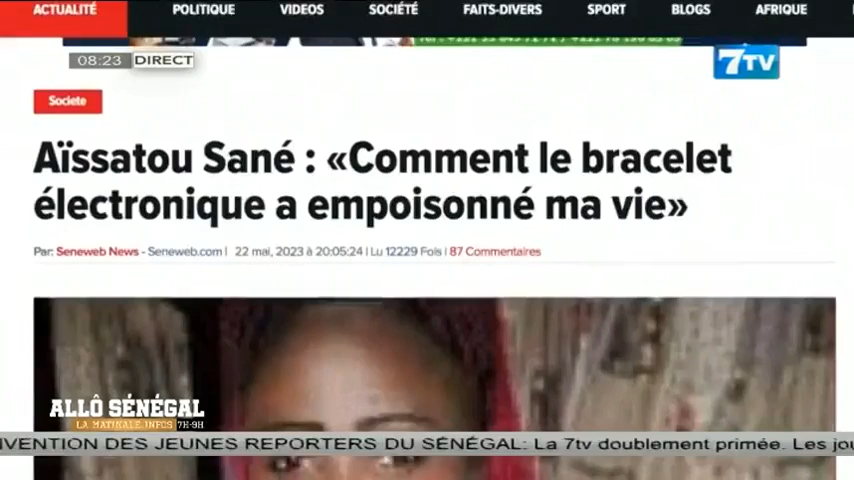 ACTUALITÉ POLITIQUE VIDEOS SOCIÉTÉ FAITS-DIVERS SPORT BLOGS AFRIQUE
08:23 DIRECT
7TV
Societe
Aïssatou Sané : «Comment le bracelet
électronique a empoisonné ma vie»
Par: Seneweb News - Seneweb.com | 22 mai, 2023 à 20:05:24 | Lu 12229 Fois | 87 Commentaires
ALLÔ SÉNÉGAL
LA MATINALE INFOS 7H-9H
NVENTION DES JEUNES REPORTERS DU SÉNÉGAL: La 7tv doublement primée. Les jou